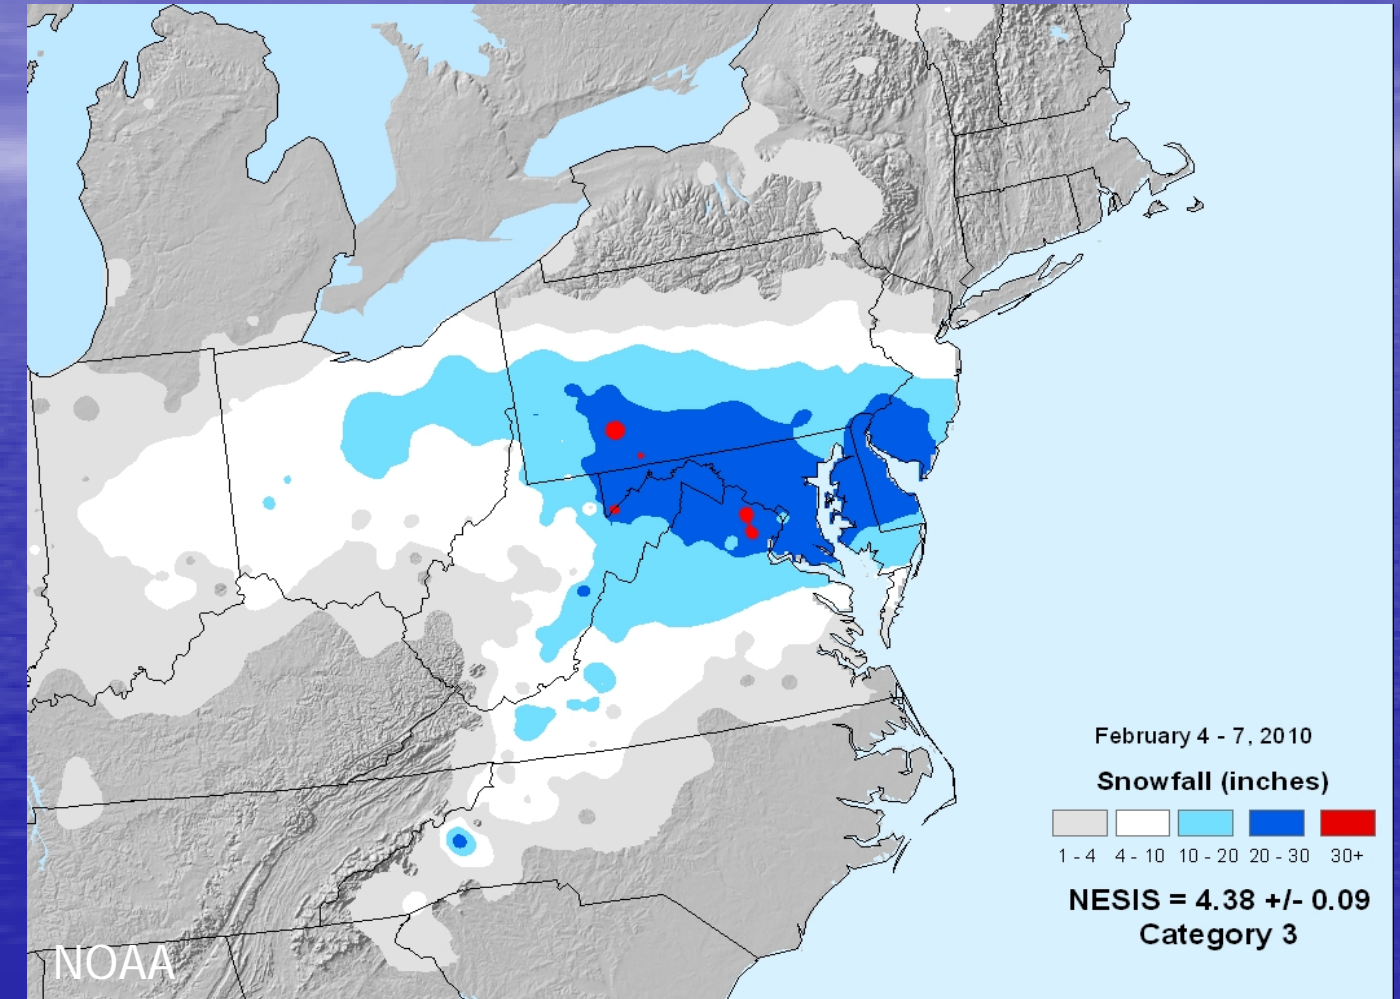 February 4 - 7, 2010
Snowfall (inches)
1 - 4 4 - 10 10 - 20 20 - 30 30+
NESIS = 4.38 +/- 0.09
Category 3
NOAA